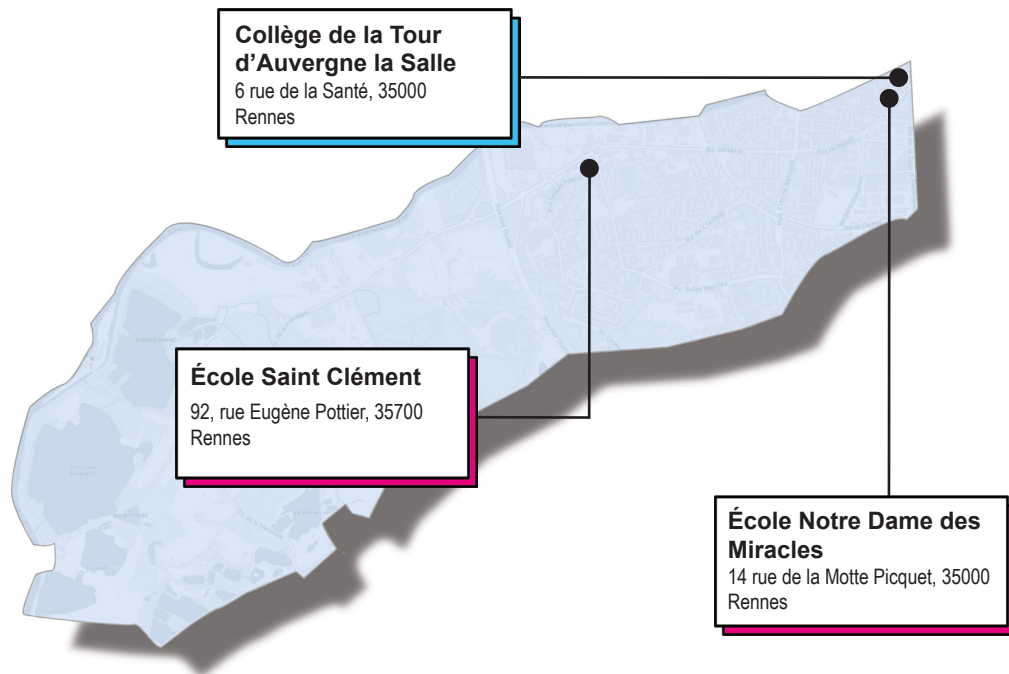 Collège de la Tour
d’Auvergne la Salle
6 rue de la Santé, 35000
Rennes
École Saint Clément
92, rue Eugène Pottier, 35700
Rennes
École Notre Dame des
Miracles
14 rue de la Motte Picquet, 35000
Rennes